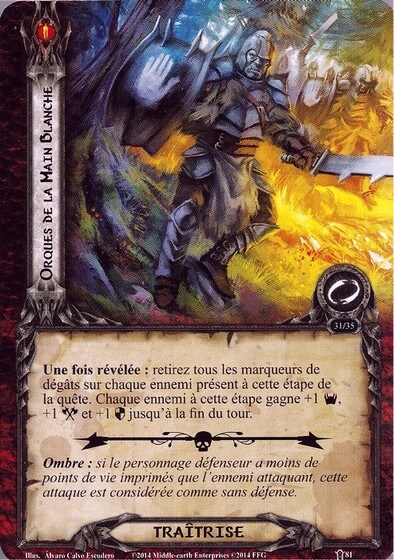 Orques de la Main Blanche
31/35
Une fois révélée : retirez tous les marqueurs de
dégâts sur chaque ennemi présent à cette étape de
la quête. Chaque ennemi à cette étape gagne +1 ,
+1 et +1 jusqu'à la fin du tour.
Ombre : si le personnage défenseur a moins de
points de vie imprimés que l'ennemi attaquant, cette
attaque est considérée comme sans défense.
TRAÎTRISE
Illus. Álvaro Calvo Escudero ©2014 Middle-earth Enterprises ©2014 FFG 81